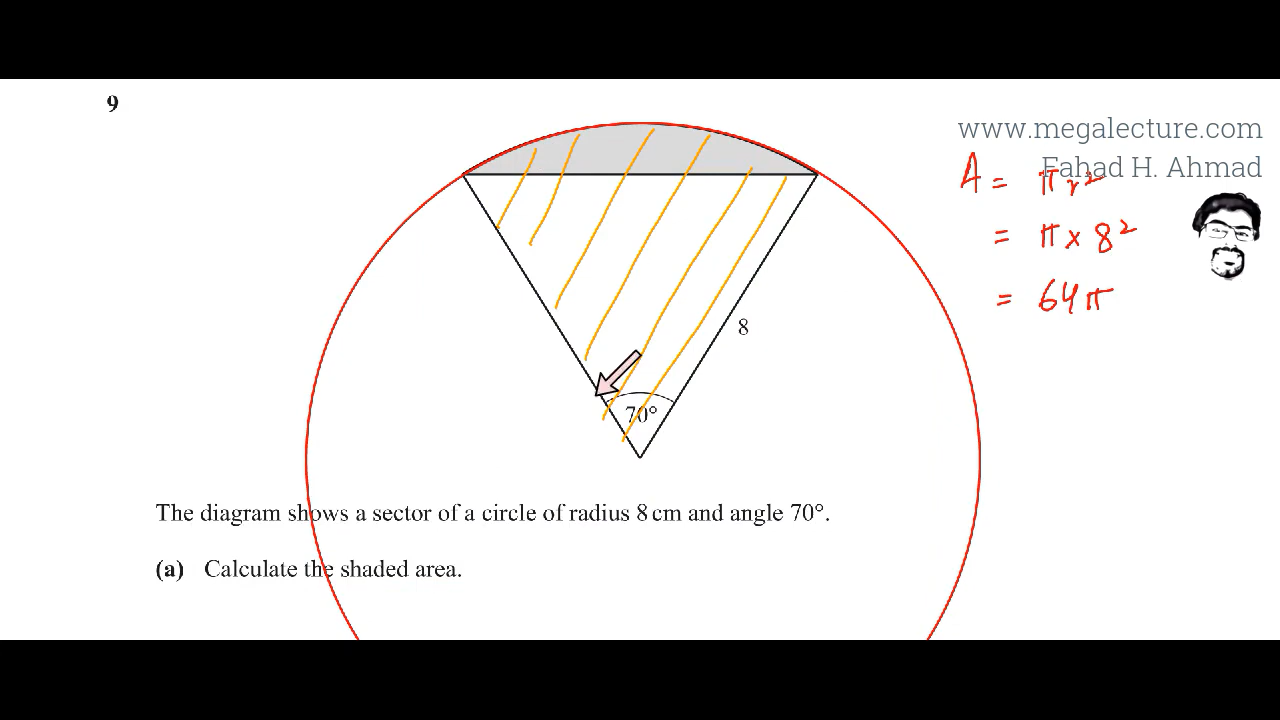 9
www.megalecture.com
Fahad H. Ahmad
A = πr²
= π × 8²
= 64π
8
70°
The diagram shows a sector of a circle of radius 8 cm and angle 70°.
(a) Calculate the shaded area.